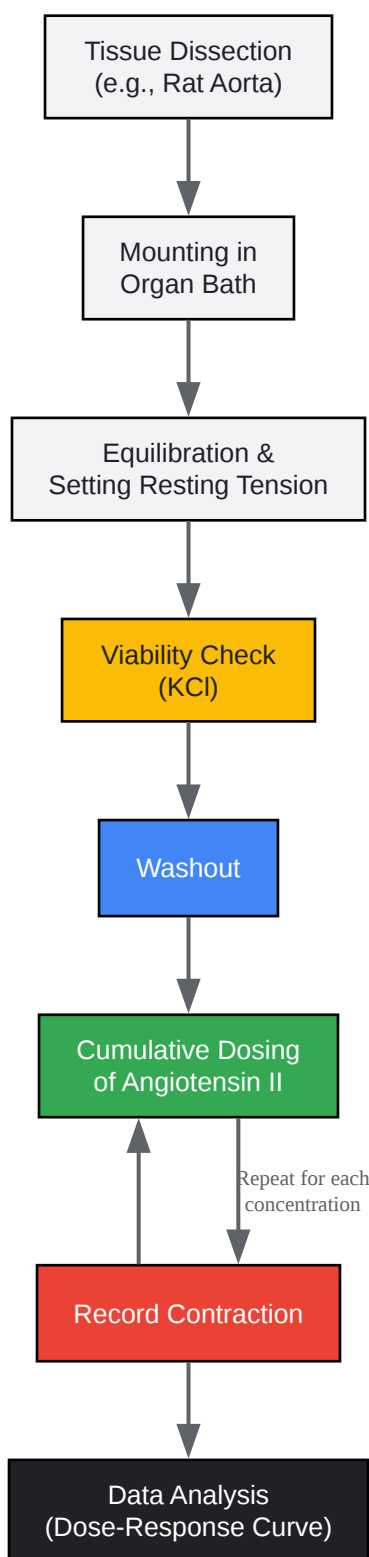 Tissue Dissection
(e.g., Rat Aorta)
Mounting in
Organ Bath
Equilibration &
Setting Resting Tension
Viability Check
(KCl)
Washout
Cumulative Dosing
of Angiotensin II
Repeat for each
concentration
Record Contraction
Data Analysis
(Dose-Response Curve)